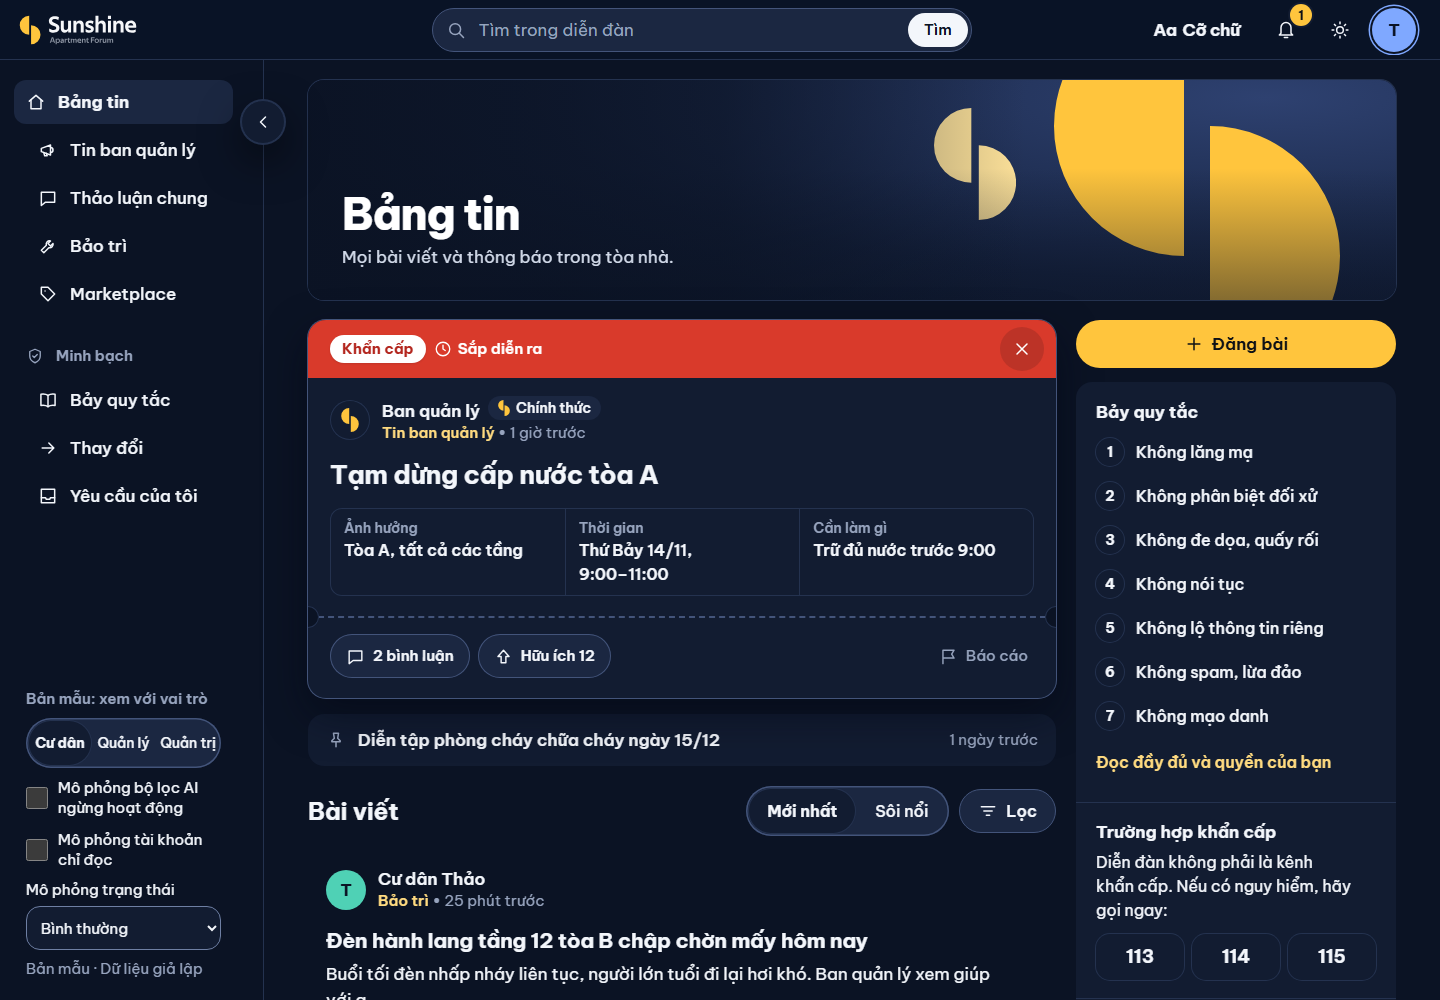 Sunshine
Apartment Forum
Tìm trong diễn đàn
Tìm
Aa Cỡ chữ
1
T
Bảng tin
Tin ban quản lý
Thảo luận chung
Bảo trì
Marketplace
Minh bạch
Bảy quy tắc
Thay đổi
Yêu cầu của tôi
Bản mẫu: xem với vai trò
Cư dân
Quản lý
Quản trị
Mô phỏng bộ lọc AI
ngừng hoạt động
Mô phỏng tài khoản
chỉ đọc
Mô phỏng trạng thái
Bình thường
Bản mẫu · Dữ liệu giả lập
Bảng tin
Mọi bài viết và thông báo trong tòa nhà.
Khẩn cấp
Sắp diễn ra
Ban quản lý
Chính thức
Tin ban quản lý • 1 giờ trước
Tạm dừng cấp nước tòa A
Ảnh hưởng
Tòa A, tất cả các tầng
Thời gian
Thứ Bảy 14/11,
9:00–11:00
Cần làm gì
Trữ đủ nước trước 9:00
2 bình luận
Hữu ích 12
Báo cáo
Diễn tập phòng cháy chữa cháy ngày 15/12
1 ngày trước
Bài viết
Mới nhất
Sôi nổi
Lọc
T
Cư dân Thảo
Bảo trì • 25 phút trước
Đèn hành lang tầng 12 tòa B chập chờn mấy hôm nay
Buổi tối đèn nhấp nháy liên tục, người lớn tuổi đi lại hơi khó. Ban quản lý xem giúp
Đăng bài
Bảy quy tắc
1 Không lăng mạ
2 Không phân biệt đối xử
3 Không đe dọa, quấy rối
4 Không nói tục
5 Không lộ thông tin riêng
6 Không spam, lừa đảo
7 Không mạo danh
Đọc đầy đủ và quyền của bạn
Trường hợp khẩn cấp
Diễn đàn không phải là kênh
khẩn cấp. Nếu có nguy hiểm, hãy
gọi ngay:
113
114
115